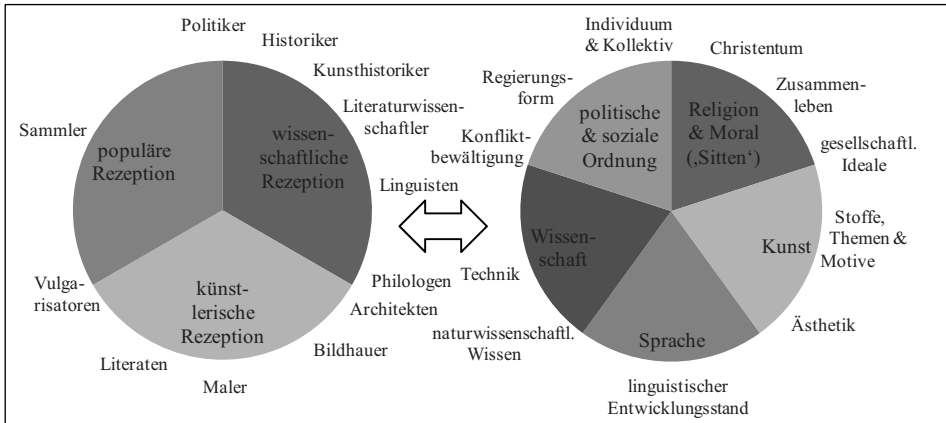 Politiker
Historiker
Kunsthistoriker
Literaturwissen-
schaftler
Linguisten
Philologen
Architekten
Bildhauer
Maler
Literaten
Vulga-
risatoren
Sammler
populäre
Rezeption
wissen-
schaftliche
Rezeption
künst-
lerische
Rezeption
Individuum
& Kollektiv
Christentum
Zusammen-
leben
gesellschaftl.
Ideale
Stoffe,
Themen &
Motive
Ästhetik
linguistischer
Entwicklungsstand
naturwissenschaftl.
Wissen
Technik
Konflikt-
bewältigung
Regierungs-
form
politische
& soziale
Ordnung
Religion
& Moral
(‚Sitten‘)
Kunst
Sprache
Wissen-
schaft